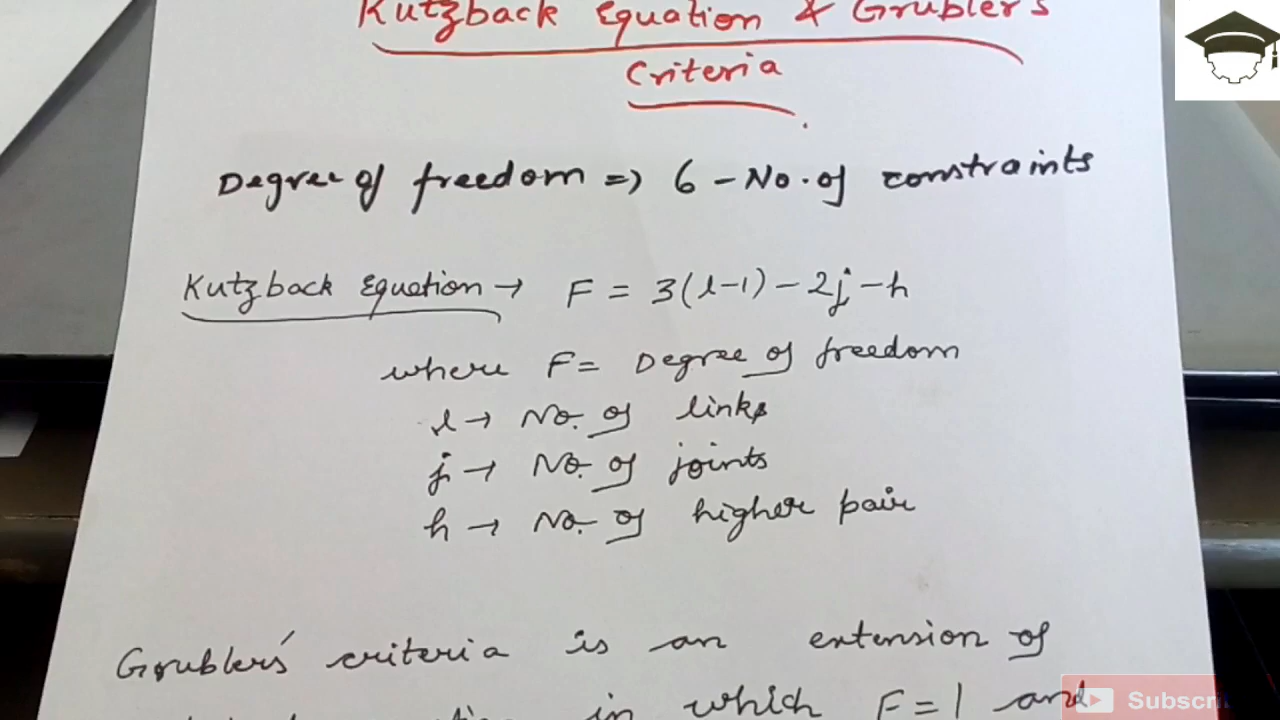 Kutzback Equation & Grubler's
Criteria
Degree of freedom => 6 - No. of constraints
Kutzback Equation → F = 3(l-1) - 2j - h
where F = Degree of freedom
l → No. of links
j → No. of joints
h → No. of higher pair
Grubler's criteria is an extension of
in which F = 1 and
Subscri